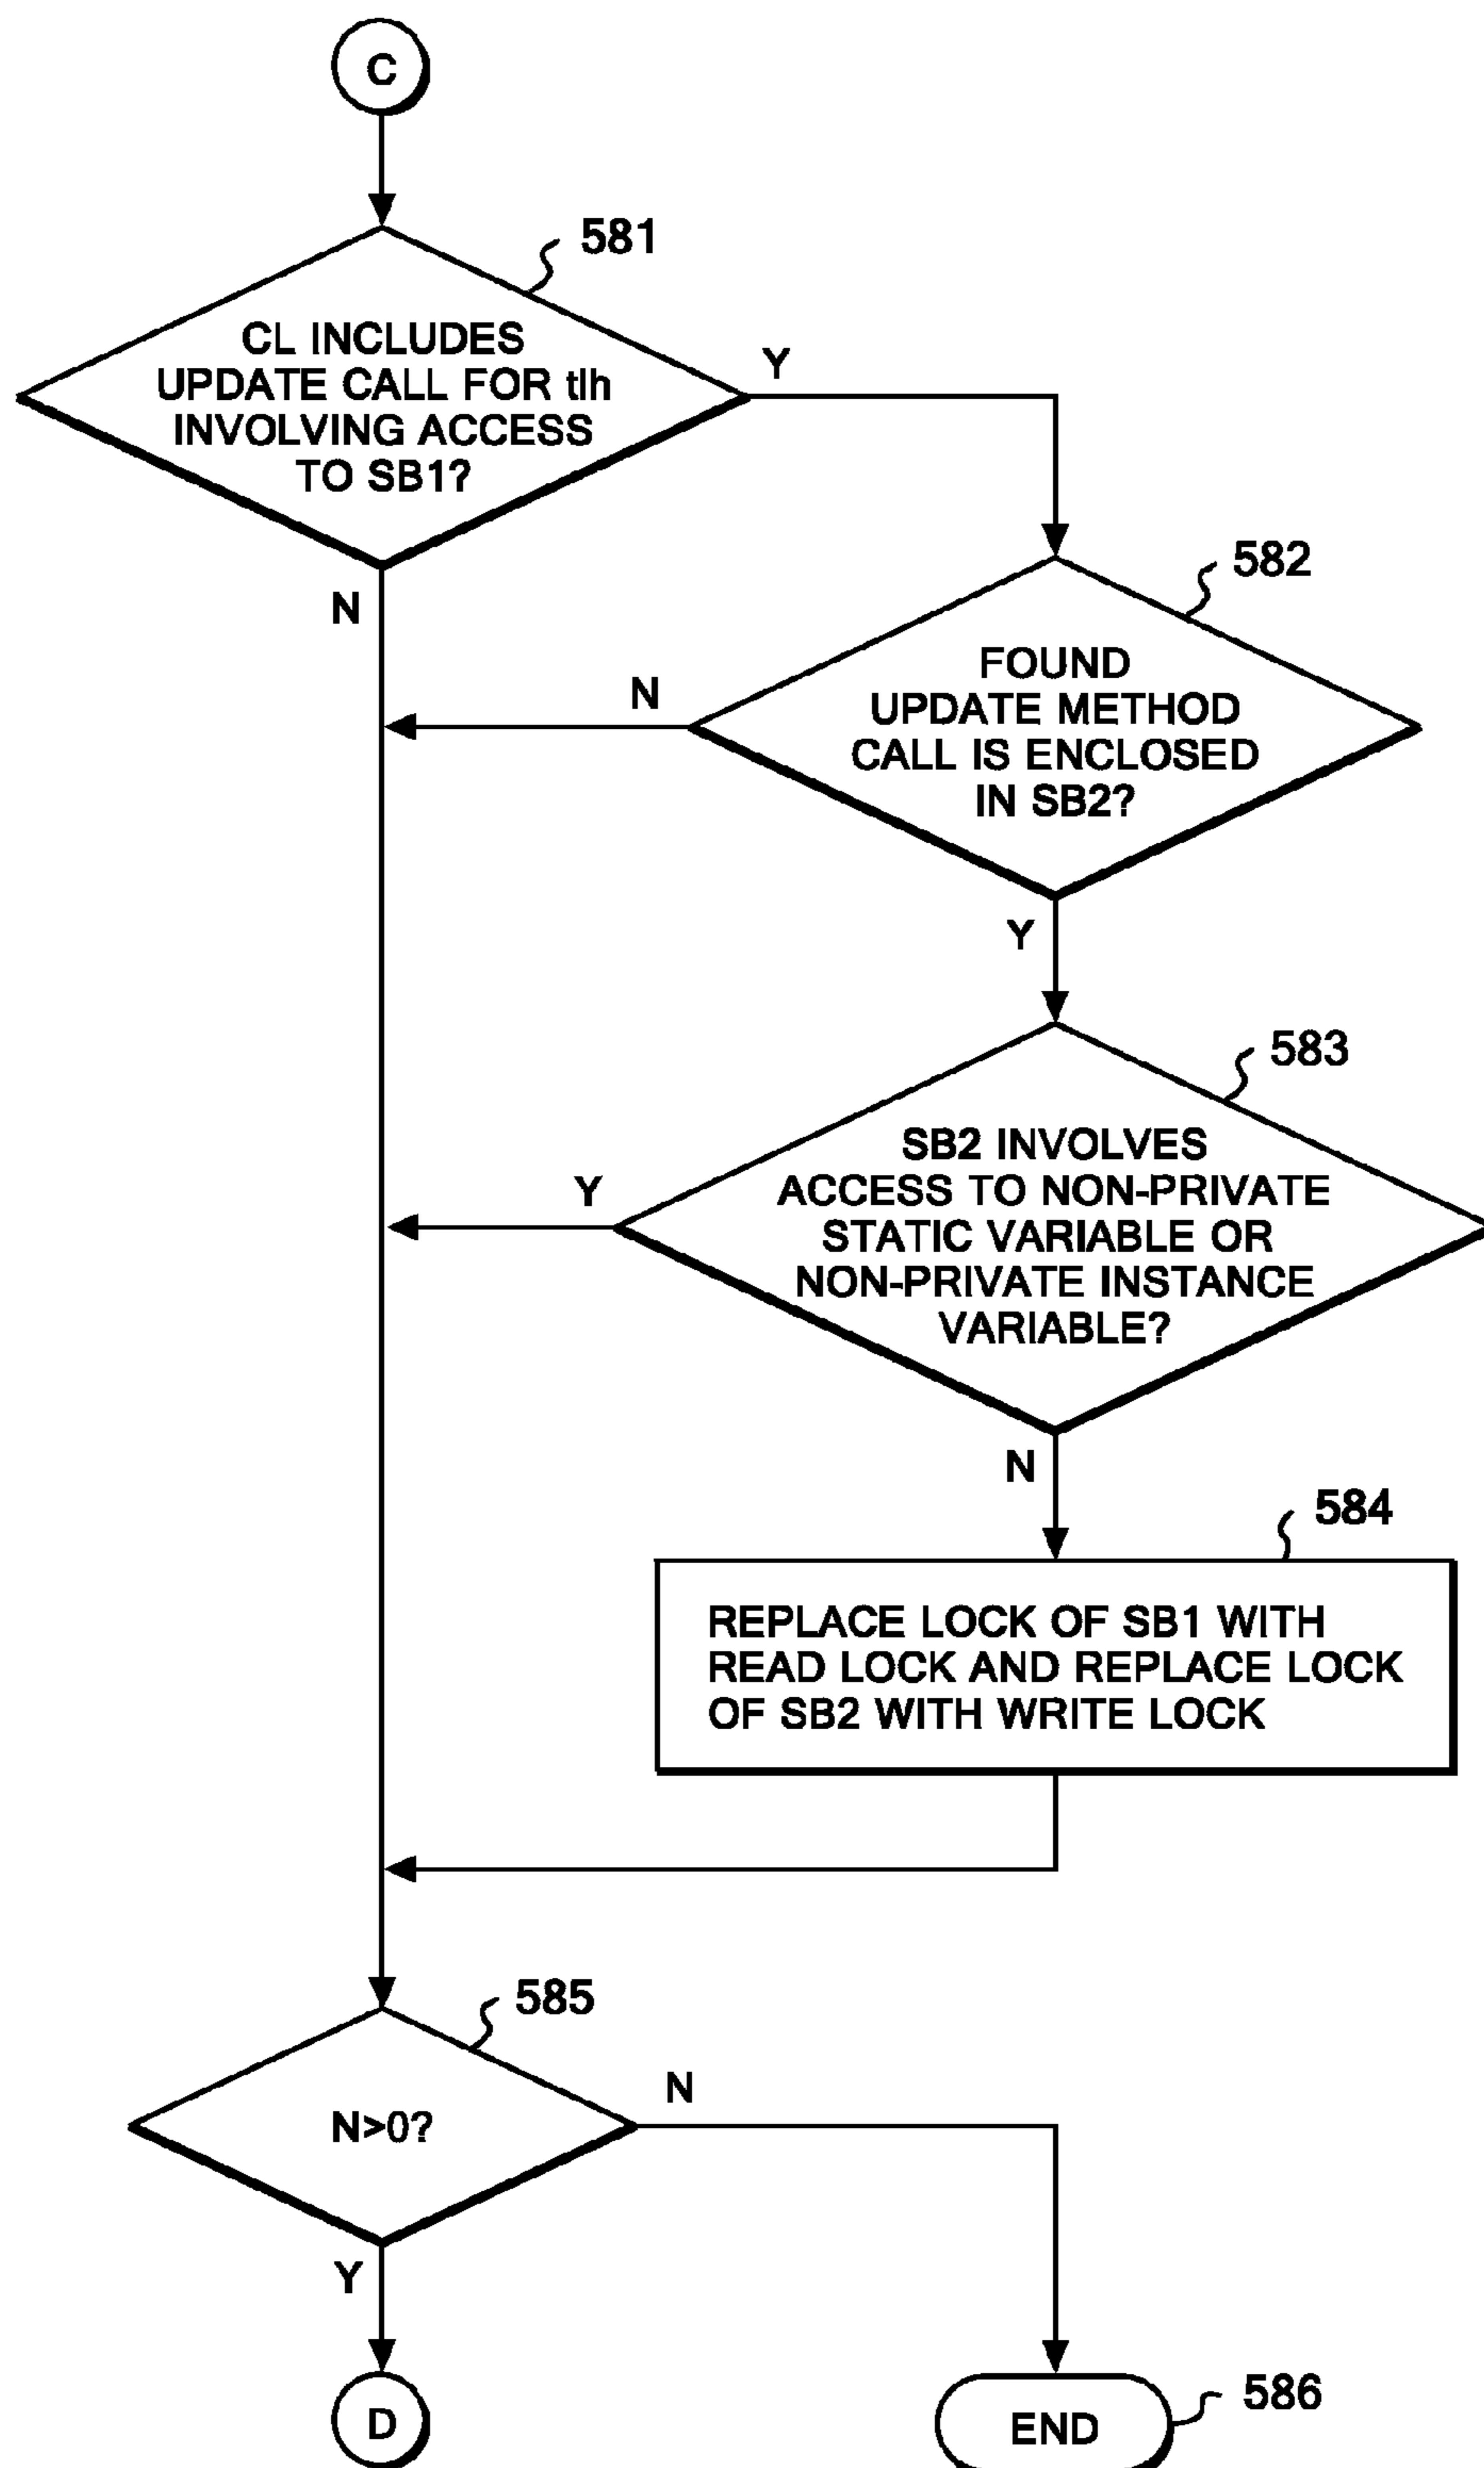 C
581
CL INCLUDES
UPDATE CALL FOR tlh
INVOLVING ACCESS
TO SB1?
Y
N
582
FOUND
UPDATE METHOD
CALL IS ENCLOSED
IN SB2?
N
Y
583
SB2 INVOLVES
ACCESS TO NON-PRIVATE
STATIC VARIABLE OR
NON-PRIVATE INSTANCE
VARIABLE?
Y
N
584
REPLACE LOCK OF SB1 WITH
READ LOCK AND REPLACE LOCK
OF SB2 WITH WRITE LOCK
585
N>0?
N
Y
D
END
586